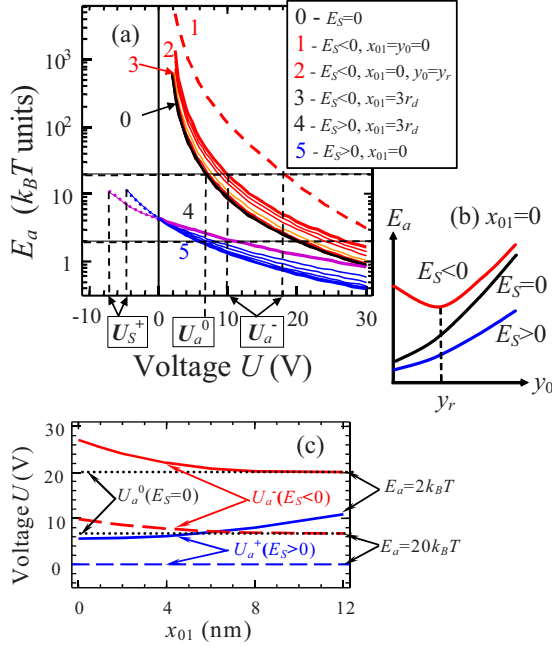 (a)
1
2
3
0
4
5
10³
10²
10
1
E_a (k_BT units)
-10 0 10 20 30
U_S^+ U_a^0 U_a^-
Voltage U (V)
0 - E_S=0
1 - E_S<0, x_01=y_0=0
2 - E_S<0, x_01=0, y_0=y_r
3 - E_S<0, x_01=3r_d
4 - E_S>0, x_01=3r_d
5 - E_S>0, x_01=0
(b) x_01=0
E_a
E_S<0
E_S=0
E_S>0
y_r
y_0
(c)
Voltage U (V)
30
20
10
0
U_a^0(E_S=0)
U_a^-(E_S<0)
U_a^+(E_S>0)
E_a=2k_BT
E_a=20k_BT
0 4 8 12
x_01 (nm)